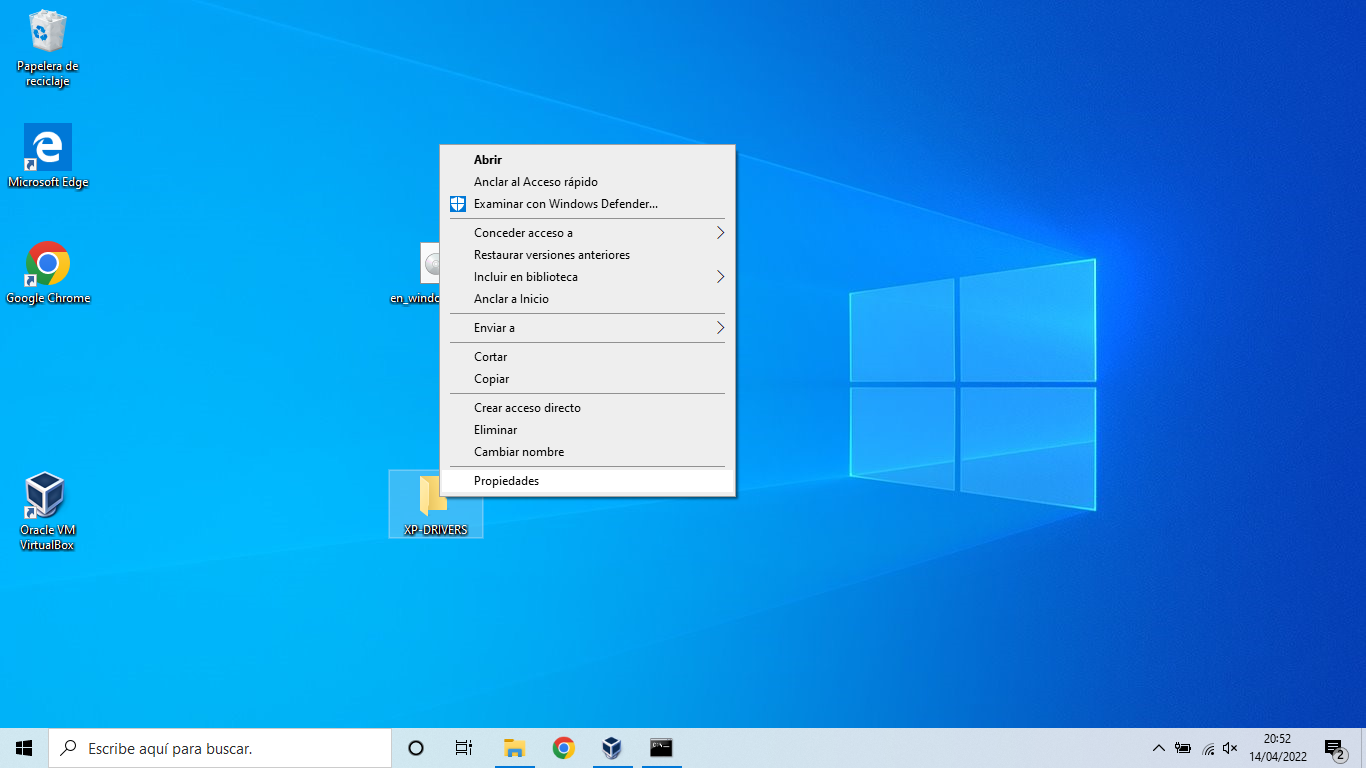 Papelera de
reciclaje
Microsoft Edge
Google Chrome
Oracle VM
VirtualBox
en_windo
XP-DRIVERS
Abrir
Anclar al Acceso rápido
Examinar con Windows Defender...
Conceder acceso a
Restaurar versiones anteriores
Incluir en biblioteca
Anclar a Inicio
Enviar a
Cortar
Copiar
Crear acceso directo
Eliminar
Cambiar nombre
Propiedades
Escribe aquí para buscar.
20:52
14/04/2022
2